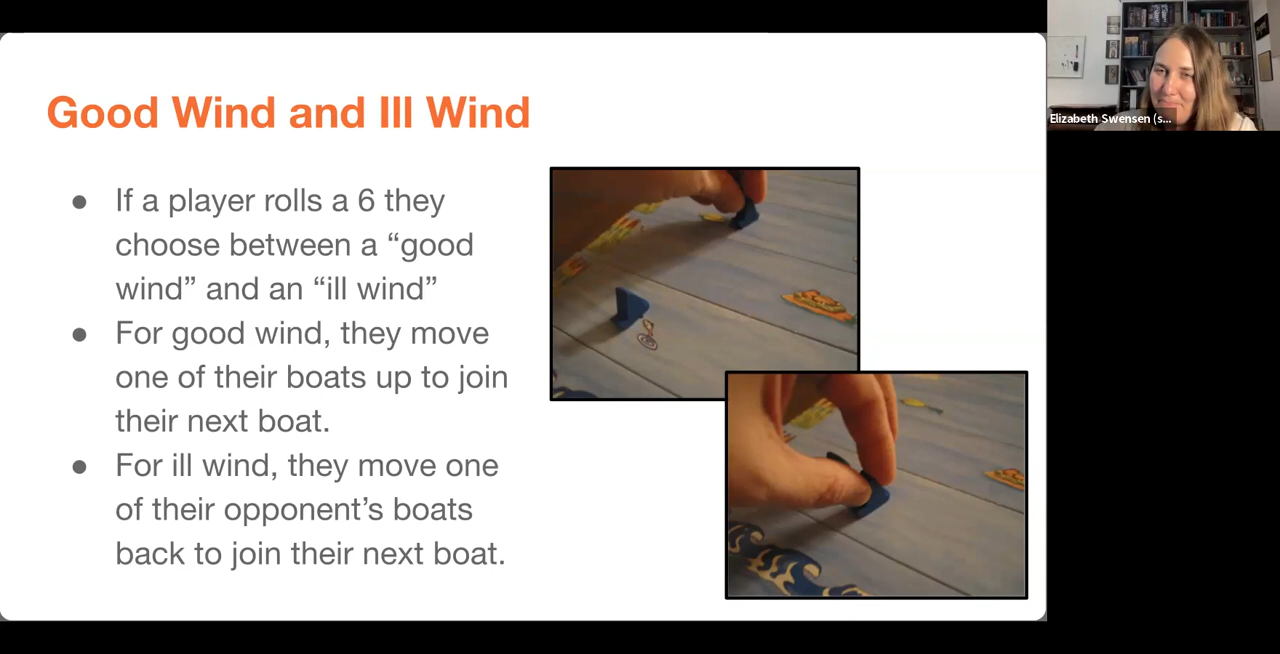 Good Wind and Ill Wind
● If a player rolls a 6 they
choose between a “good
wind” and an “ill wind”
● For good wind, they move
one of their boats up to join
their next boat.
● For ill wind, they move one
of their opponent’s boats
back to join their next boat.
Elizabeth Swensen (s...